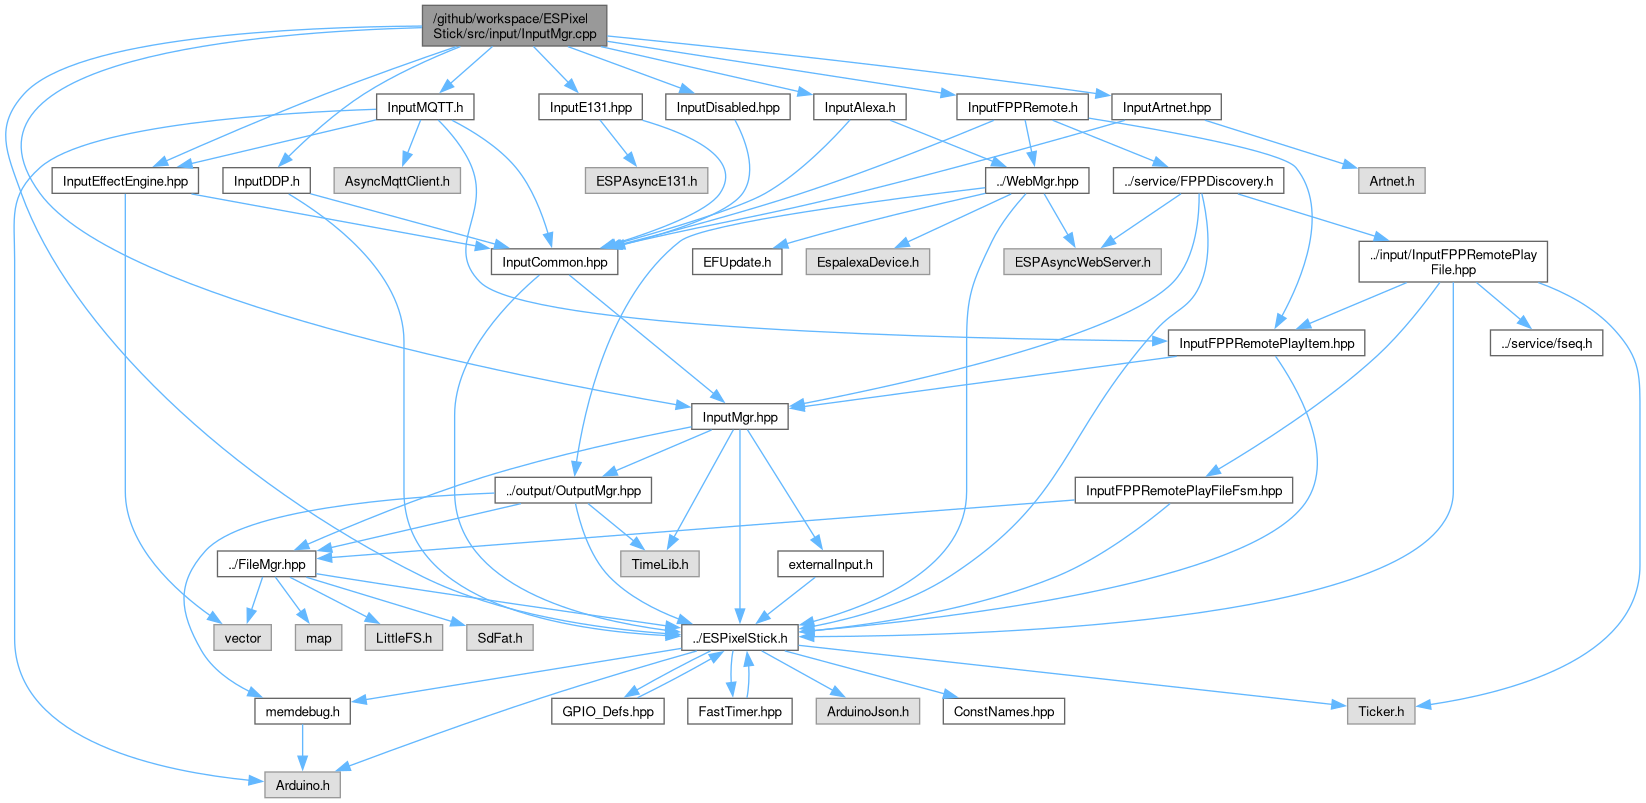 /github/workspace/ESPixel
Stick/src/input/InputMgr.cpp
InputMQTT.h
InputE131.hpp
InputDisabled.hpp
InputAlexa.h
InputFPPRemote.h
InputArtnet.hpp
InputEffectEngine.hpp
InputDDP.h
AsyncMqttClient.h
ESPAsyncE131.h
../WebMgr.hpp
../service/FPPDiscovery.h
Artnet.h
InputCommon.hpp
EFUpdate.h
EspalexaDevice.h
ESPAsyncWebServer.h
../input/InputFPPRemotePlay
File.hpp
InputFPPRemotePlayItem.hpp
../service/fseq.h
InputMgr.hpp
../output/OutputMgr.hpp
InputFPPRemotePlayFileFsm.hpp
../FileMgr.hpp
TimeLib.h
externalInput.h
vector
map
LittleFS.h
SdFat.h
../ESPixelStick.h
memdebug.h
GPIO_Defs.hpp
FastTimer.hpp
ArduinoJson.h
ConstNames.hpp
Ticker.h
Arduino.h